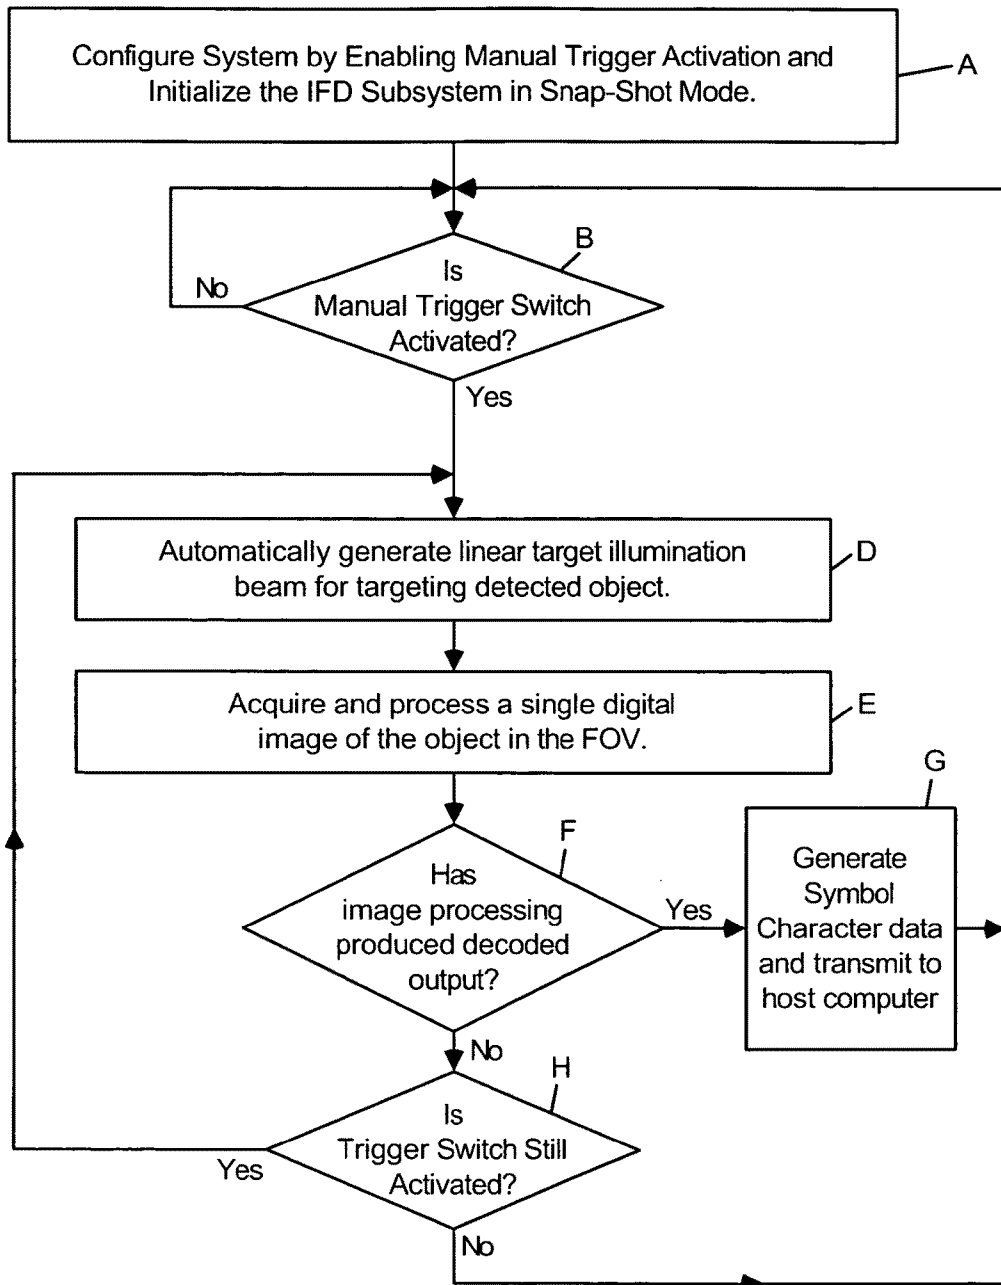 Configure System by Enabling Manual Trigger Activation and
Initialize the IFD Subsystem in Snap-Shot Mode.
A
B
Is
Manual Trigger Switch
Activated?
No
Yes
Automatically generate linear target illumination
beam for targeting detected object.
D
Acquire and process a single digital
image of the object in the FOV.
E
F
Has
image processing
produced decoded
output?
Yes
G
Generate
Symbol
Character data
and transmit to
host computer
No
H
Is
Trigger Switch Still
Activated?
Yes
No